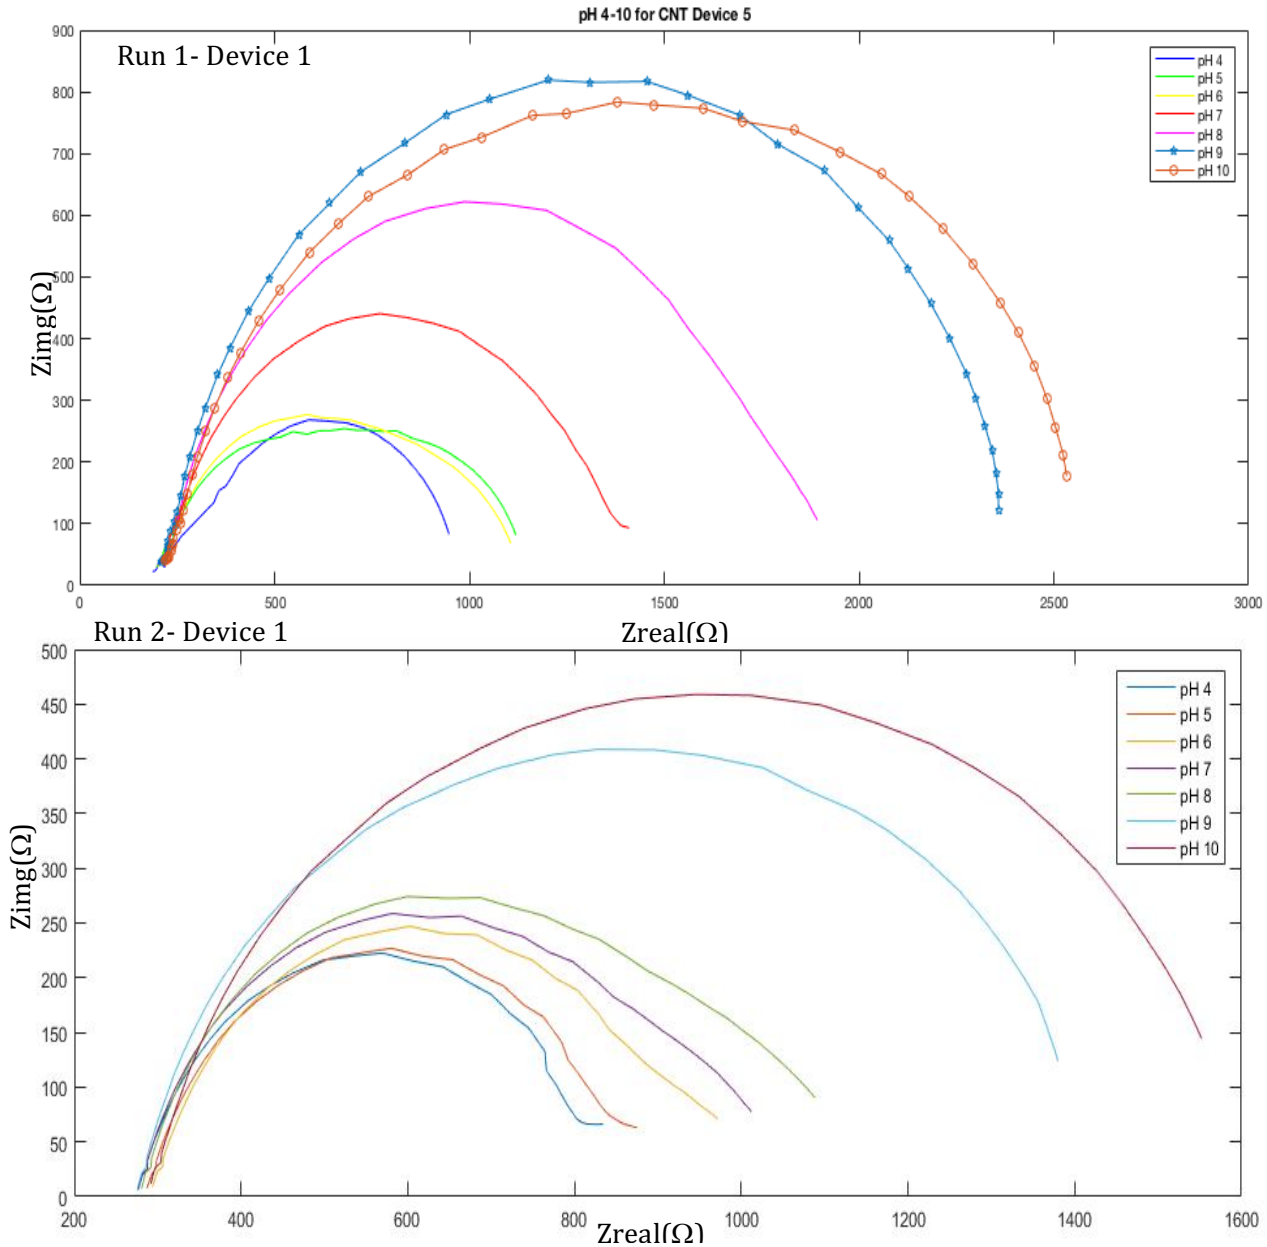 pH 4-10 for CNT Device 5
Run 1- Device 1
900
800
700
600
500
400
300
200
100
0
Zimg(Ω)
pH 4
pH 5
pH 6
pH 7
pH 8
pH 9
pH 10
0 500 1000 1500 2000 2500 3000
Zreal(Ω)
Run 2- Device 1
500
450
400
350
300
250
200
150
100
50
0
Zimg(Ω)
pH 4
pH 5
pH 6
pH 7
pH 8
pH 9
pH 10
200 400 600 800 1000 1200 1400 1600
Zreal(Ω)